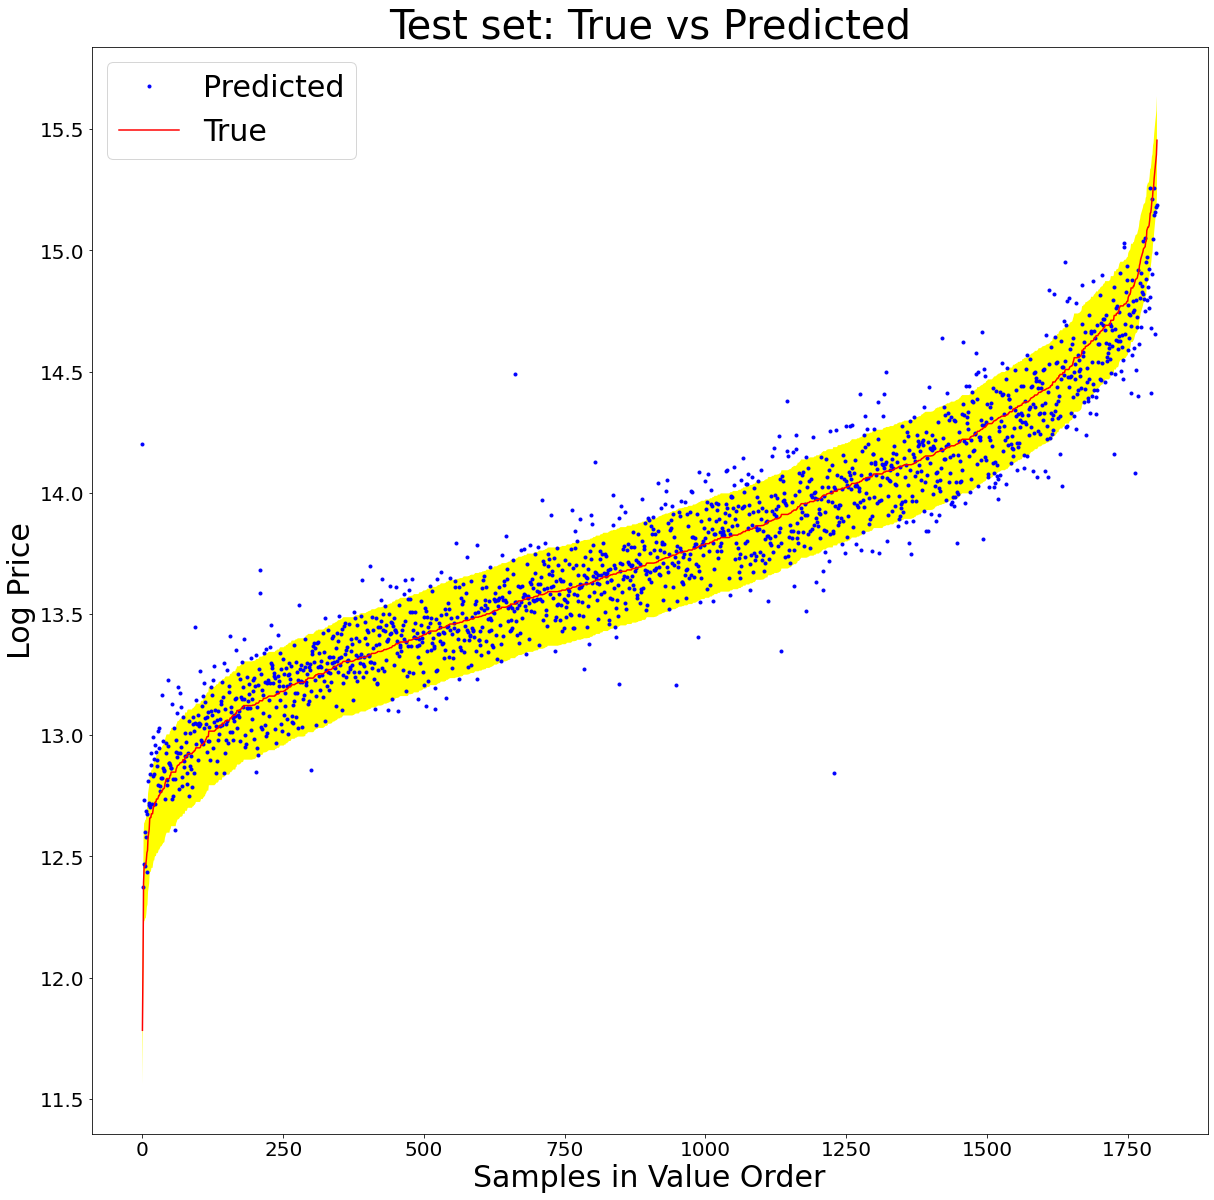 Test set: True vs Predicted
Predicted
True
Log Price
15.5
15.0
14.5
14.0
13.5
13.0
12.5
12.0
11.5
0 250 500 750 1000 1250 1500 1750
Samples in Value Order